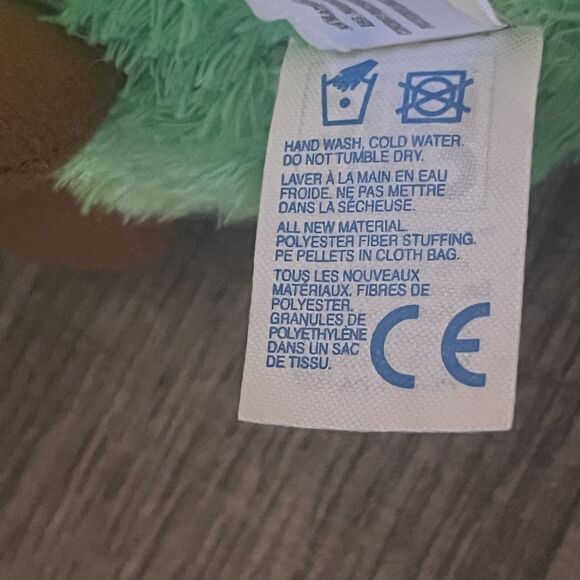 HAND WASH, COLD WATER.
DO NOT TUMBLE DRY.
LAVER À LA MAIN EN EAU
FROIDE. NE PAS METTRE
DANS LA SÉCHEUSE.
ALL NEW MATERIAL.
POLYESTER FIBER STUFFING.
PE PELLETS IN CLOTH BAG.
TOUS LES NOUVEAUX
MATÉRIAUX. FIBRES DE
POLYESTER.
GRANULES DE
POLYÉTHYLÈNE
DANS UN SAC
DE TISSU.
CE